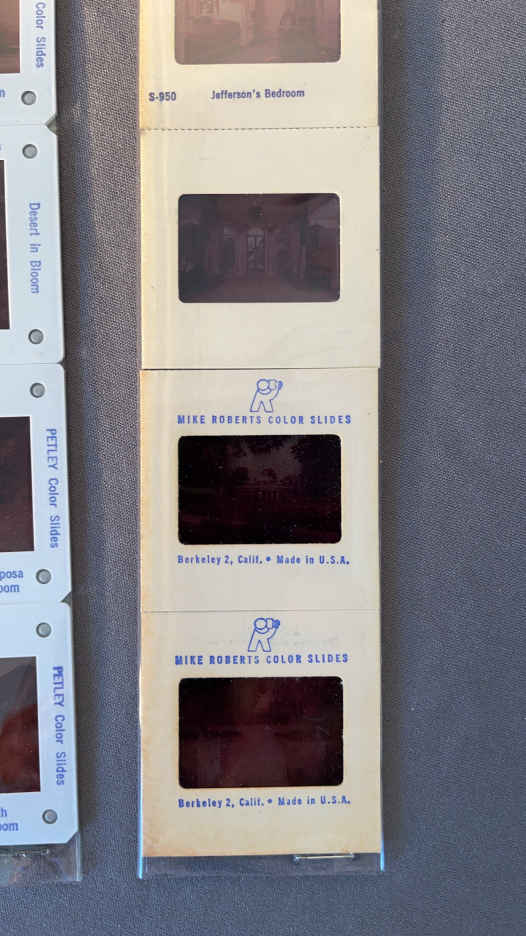 Color Slides
Desert in Bloom
PETLEY Color Slides
posa
oom
PETLEY Color Slides
th
oom
S-950 Jefferson's Bedroom
MIKE ROBERTS COLOR SLIDES
Berkeley 2, Calif. • Made in U.S.A.
MIKE ROBERTS COLOR SLIDES
Berkeley 2, Calif. • Made in U.S.A.